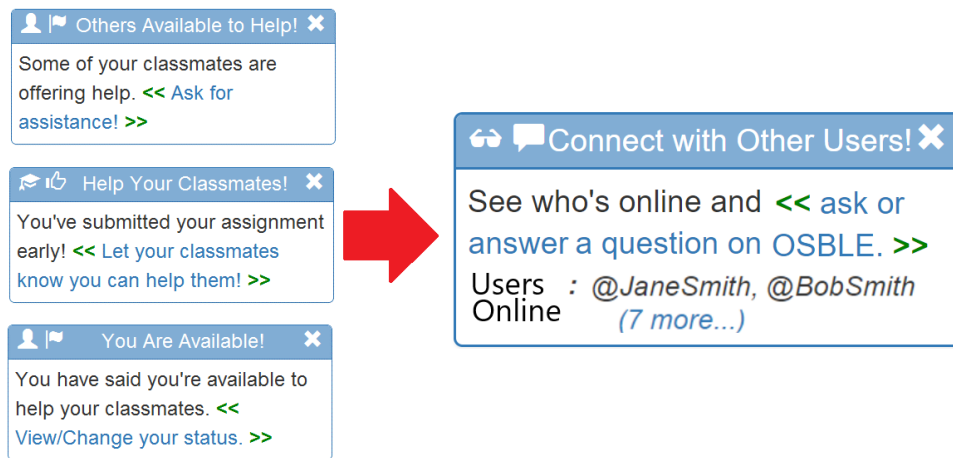 Others Available to Help!
Some of your classmates are
offering help. << Ask for
assistance! >>
Help Your Classmates!
You've submitted your assignment
early! << Let your classmates
know you can help them! >>
You Are Available!
You have said you're available to
help your classmates. <<
View/Change your status. >>
Connect with Other Users!
See who's online and << ask or
answer a question on OSBLE. >>
Users : @JaneSmith, @BobSmith
Online (7 more...)